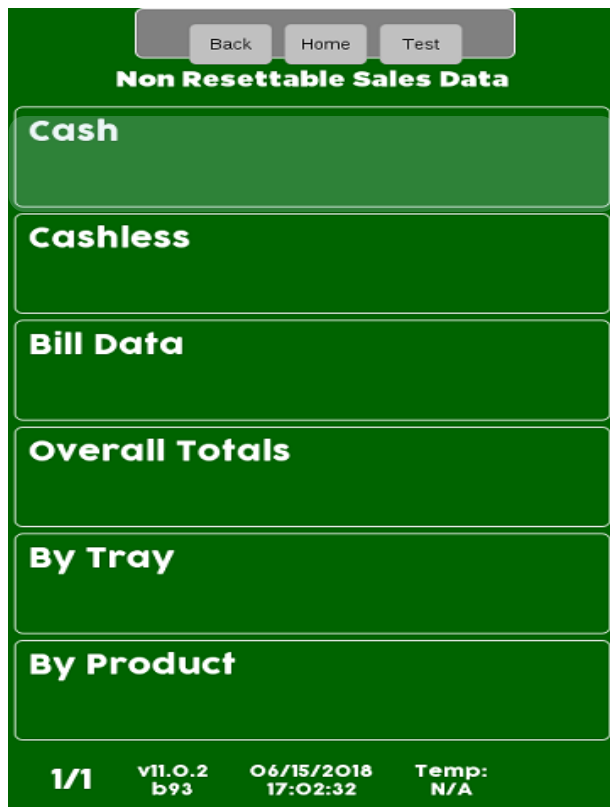 Back Home Test
Non Resettable Sales Data
Cash
Cashless
Bill Data
Overall Totals
By Tray
By Product
1/1 v11.0.2 06/15/2018 Temp:
b93 17:02:32 N/A